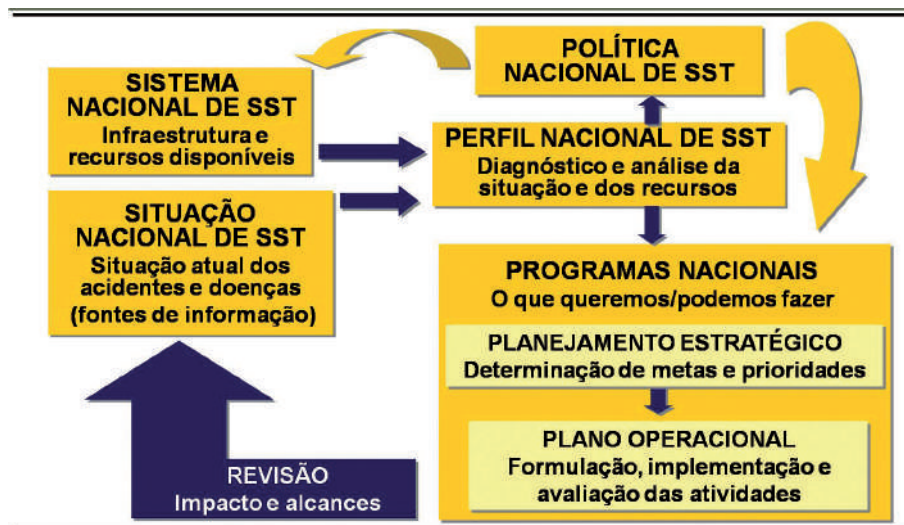 POLÍTICA
NACIONAL DE SST
SISTEMA
NACIONAL DE SST
Infraestrutura e
recursos disponíveis
PERFIL NACIONAL DE SST
Diagnóstico e análise da
situação e dos recursos
SITUAÇÃO
NACIONAL DE SST
Situação atual dos
acidentes e doenças
(fontes de informação)
PROGRAMAS NACIONAIS
O que queremos/podemos fazer
PLANEJAMENTO ESTRATÉGICO
Determinação de metas e prioridades
PLANO OPERACIONAL
Formulação, implementação e
avaliação das atividades
REVISÃO
Impacto e alcances